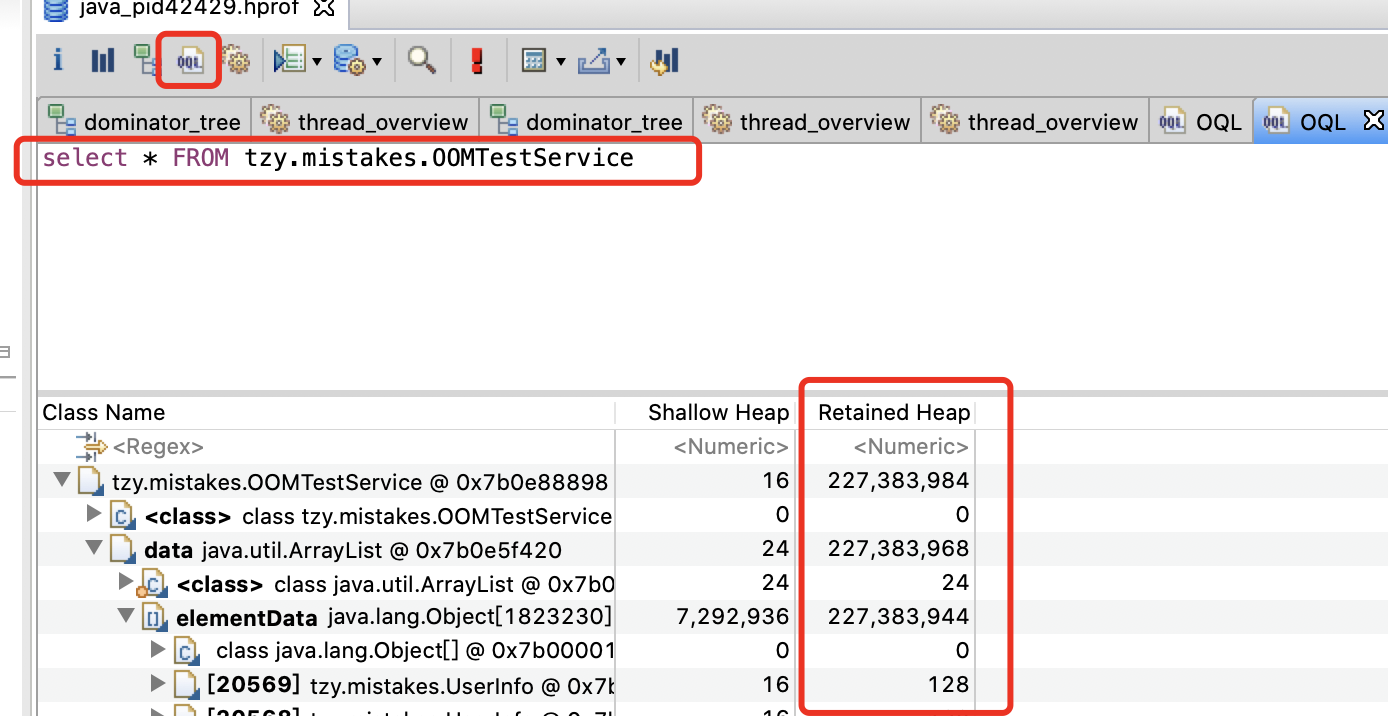 java_pid42429.hprof
i OQL
dominator_tree thread_overview dominator_tree thread_overview thread_overview OQL OQL OQL OQL
select * FROM tzy.mistakes.OOMTestService
Class Name Shallow Heap Retained Heap
<Regex> <Numeric> <Numeric>
tzy.mistakes.OOMTestService @ 0x7b0e88898 16 227,383,984
<class> class tzy.mistakes.OOMTestService 0 0
data java.util.ArrayList @ 0x7b0e5f420 24 227,383,968
<class> class java.util.ArrayList @ 0x7b0 24 24
elementData java.lang.Object[1823230] 7,292,936 227,383,944
class java.lang.Object[] @ 0x7b00001 0 0
[20569] tzy.mistakes.UserInfo @ 0x7b 16 128